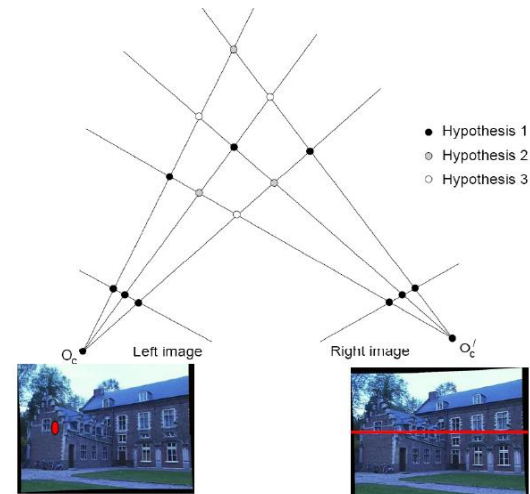 Hypothesis 1
Hypothesis 2
Hypothesis 3
O_c
Left image
Right image
O_c'